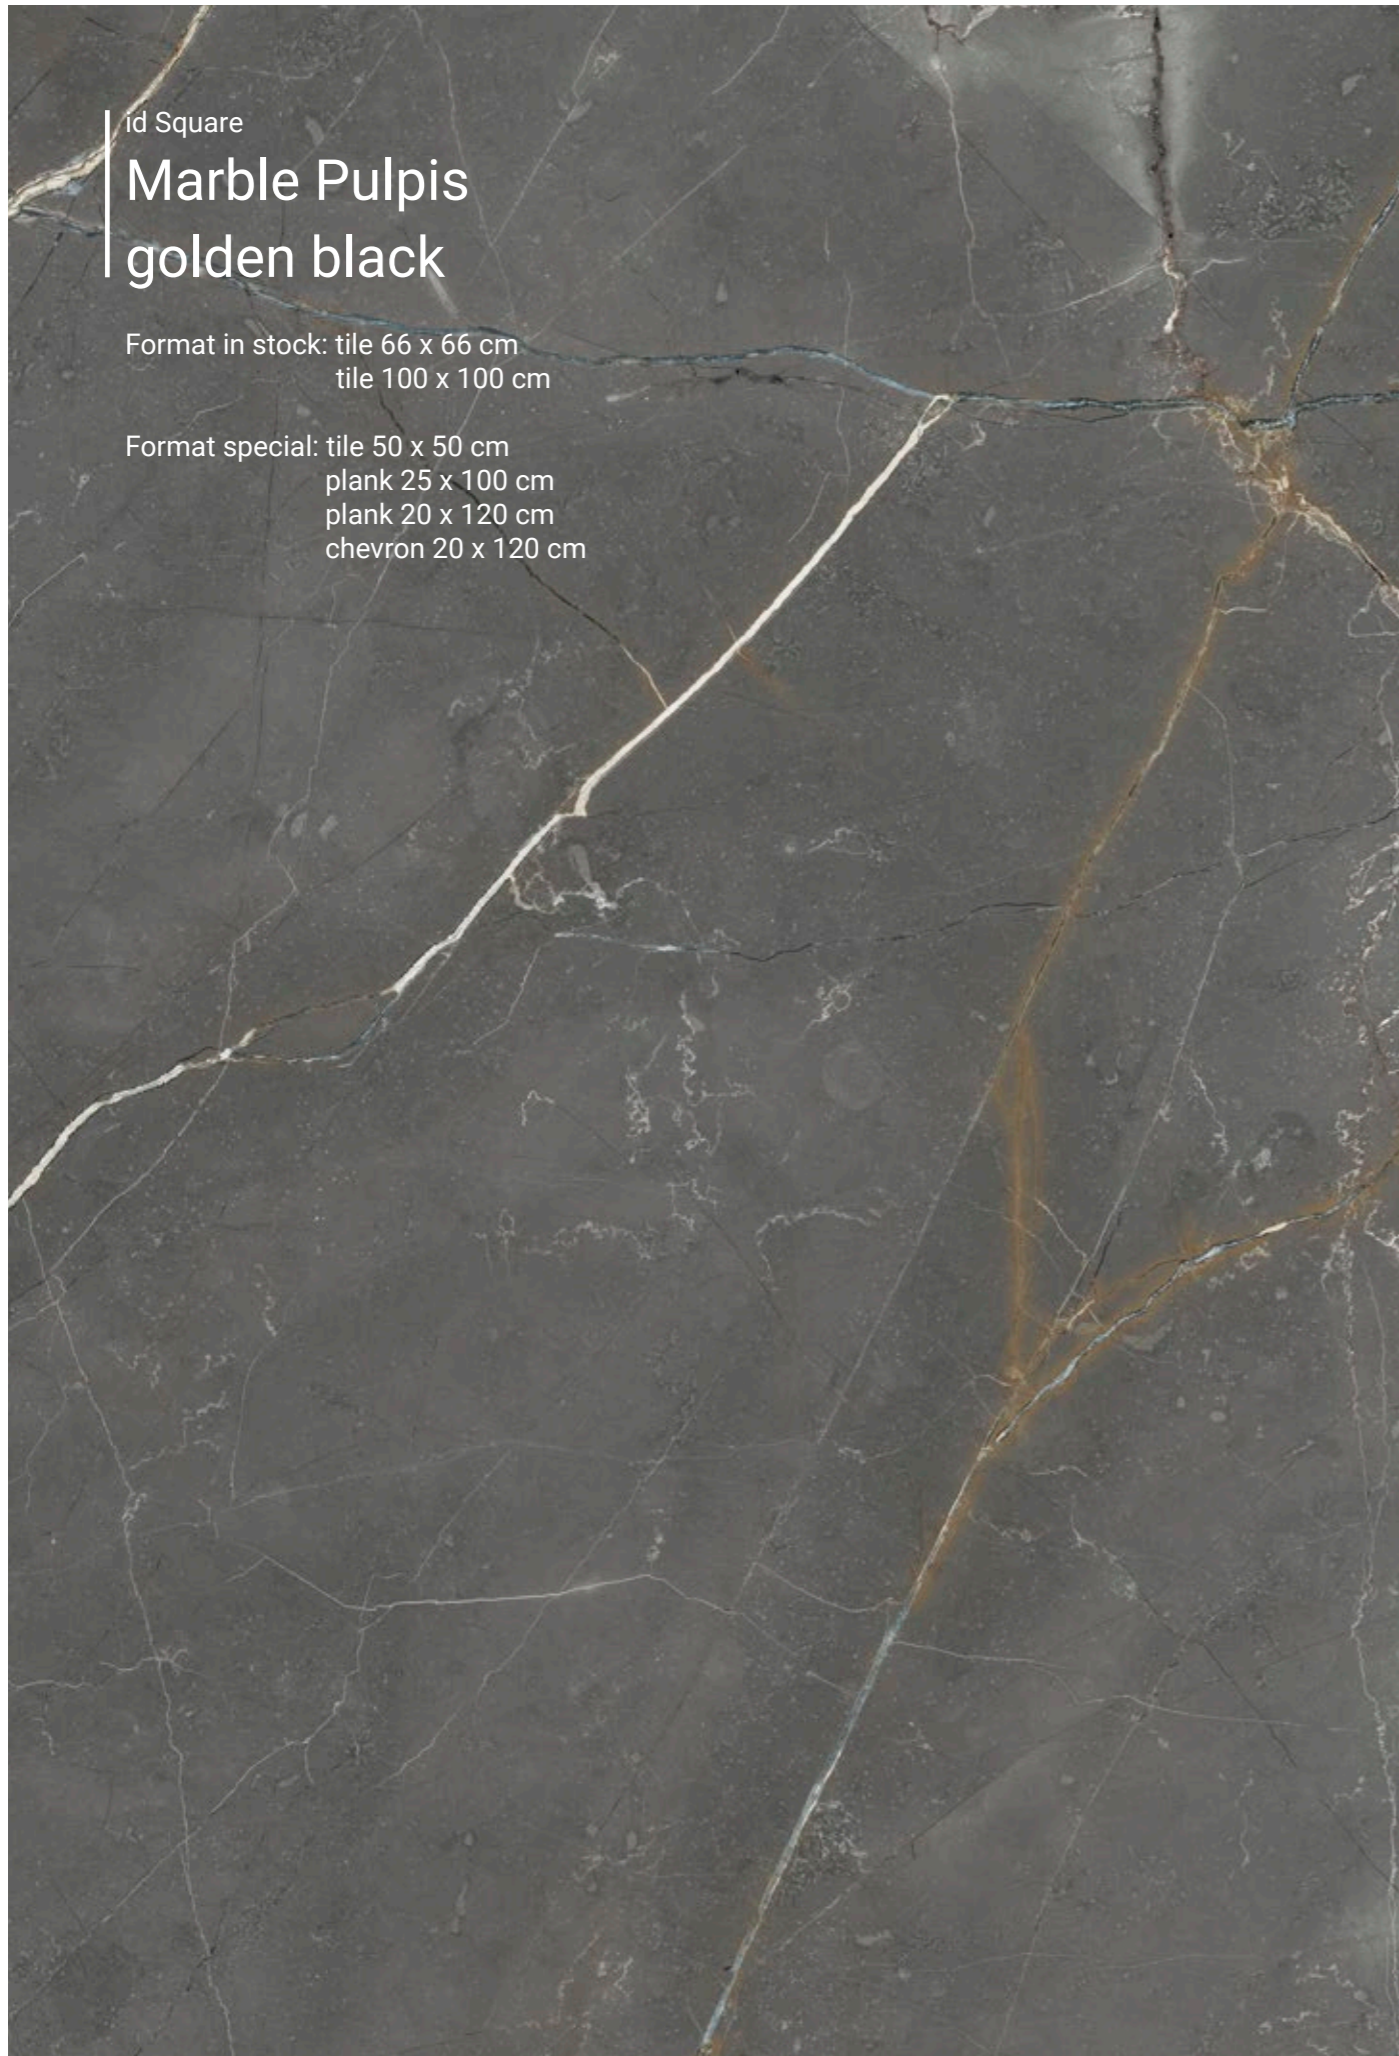 id Square
Marble Pulpis
golden black
Format in stock: tile 66 x 66 cm
tile 100 x 100 cm
Format special: tile 50 x 50 cm
plank 25 x 100 cm
plank 20 x 120 cm
chevron 20 x 120 cm